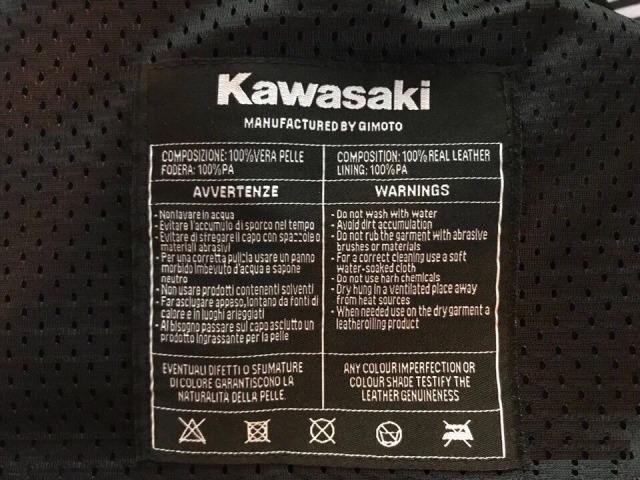 Kawasaki
MANUFACTURED BY GIMOTO
COMPOSIZIONE: 100% VERA PELLE
FODERA: 100% PA
COMPOSITION: 100% REAL LEATHER
LINING: 100% PA
AVVERTENZE
- Non lavare in acqua
- Evitare l'accumulo di sporco nel tempo
- Evitare di stregare il capo con spazzole o
materiali abrasivi
- Per una corretta pulizia usare un panno
morbido imbevuto d'acqua e sapone
neutro
- Non usare prodotti contenenti solventi
- Far asciugare appeso, lontano da fonti di
calore e in luoghi arieggiati
- Al bisogno passare sul capo asciutto un
prodotto ingrassante per la pelle
WARNINGS
- Do not wash with water
- Avoid dirt accumulation
- Do not rub the garment with abrasive
brushes or materials
- For a correct cleaning use a soft
water-soaked cloth
- Do not use harh chemicals
- Dry hung in a ventilated place away
from heat sources
- When needed use on the dry garment a
leatheroiling product
EVENTUALI DIFETTI O SFUMATURE
DI COLORE GARANTISCONO LA
NATURALITÀ DELLA PELLE.
ANY COLOUR IMPERFECTION OR
COLOUR SHADE TESTIFY THE
LEATHER GENUINENESS